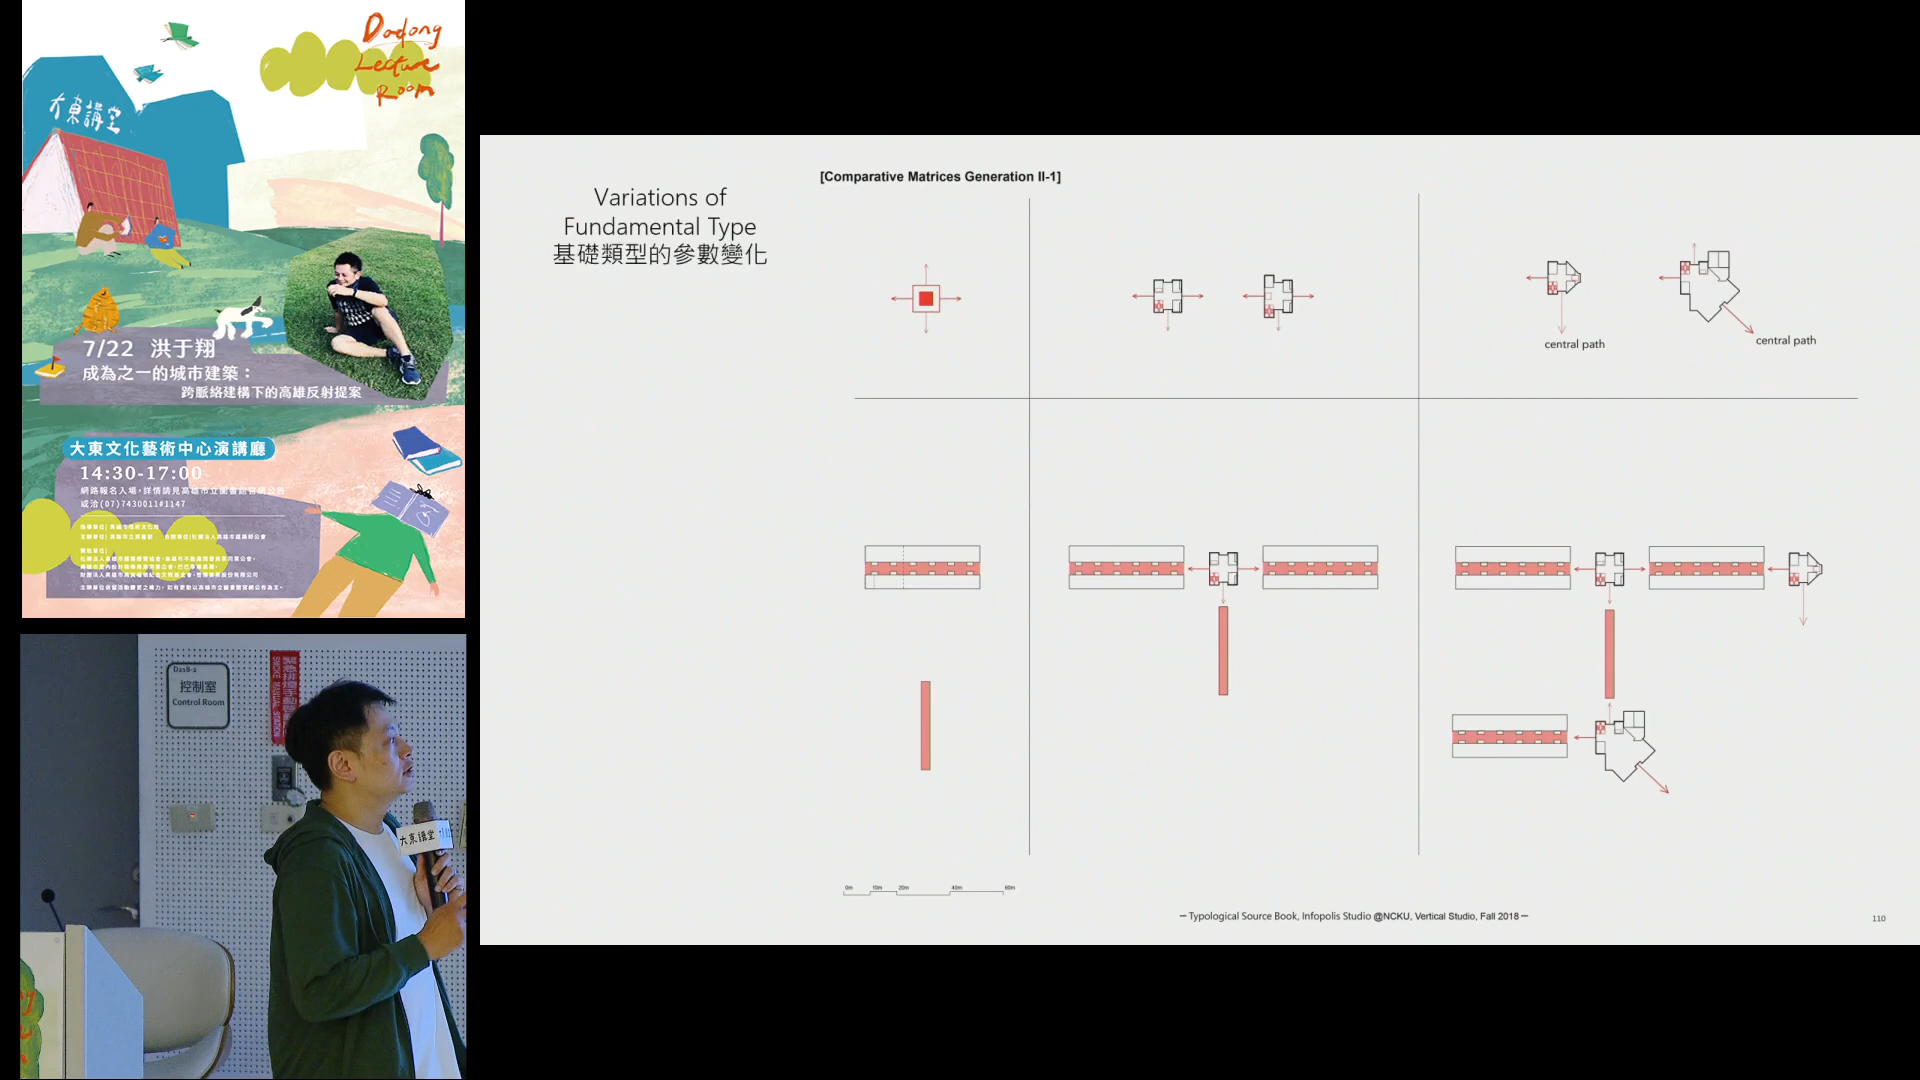 Dadong
Lecture
Room
大東講堂
7/22 洪于翔
成為之一的城市建築：
跨脈絡建構下的高雄反射提案
大東文化藝術中心演講廳
14:30-17:00
網路報名入場，詳情請見高雄市立圖書館官網公告
或洽(07)7430011#1147
DaaB-2
控制室
Control Room
大東講堂
[Comparative Matrices Generation II-1]
Variations of
Fundamental Type
基礎類型的參數變化
central path
central path
0m 10m 20m 40m 60m
— Typological Source Book, Infopolis Studio @NCKU, Vertical Studio, Fall 2018 —
110